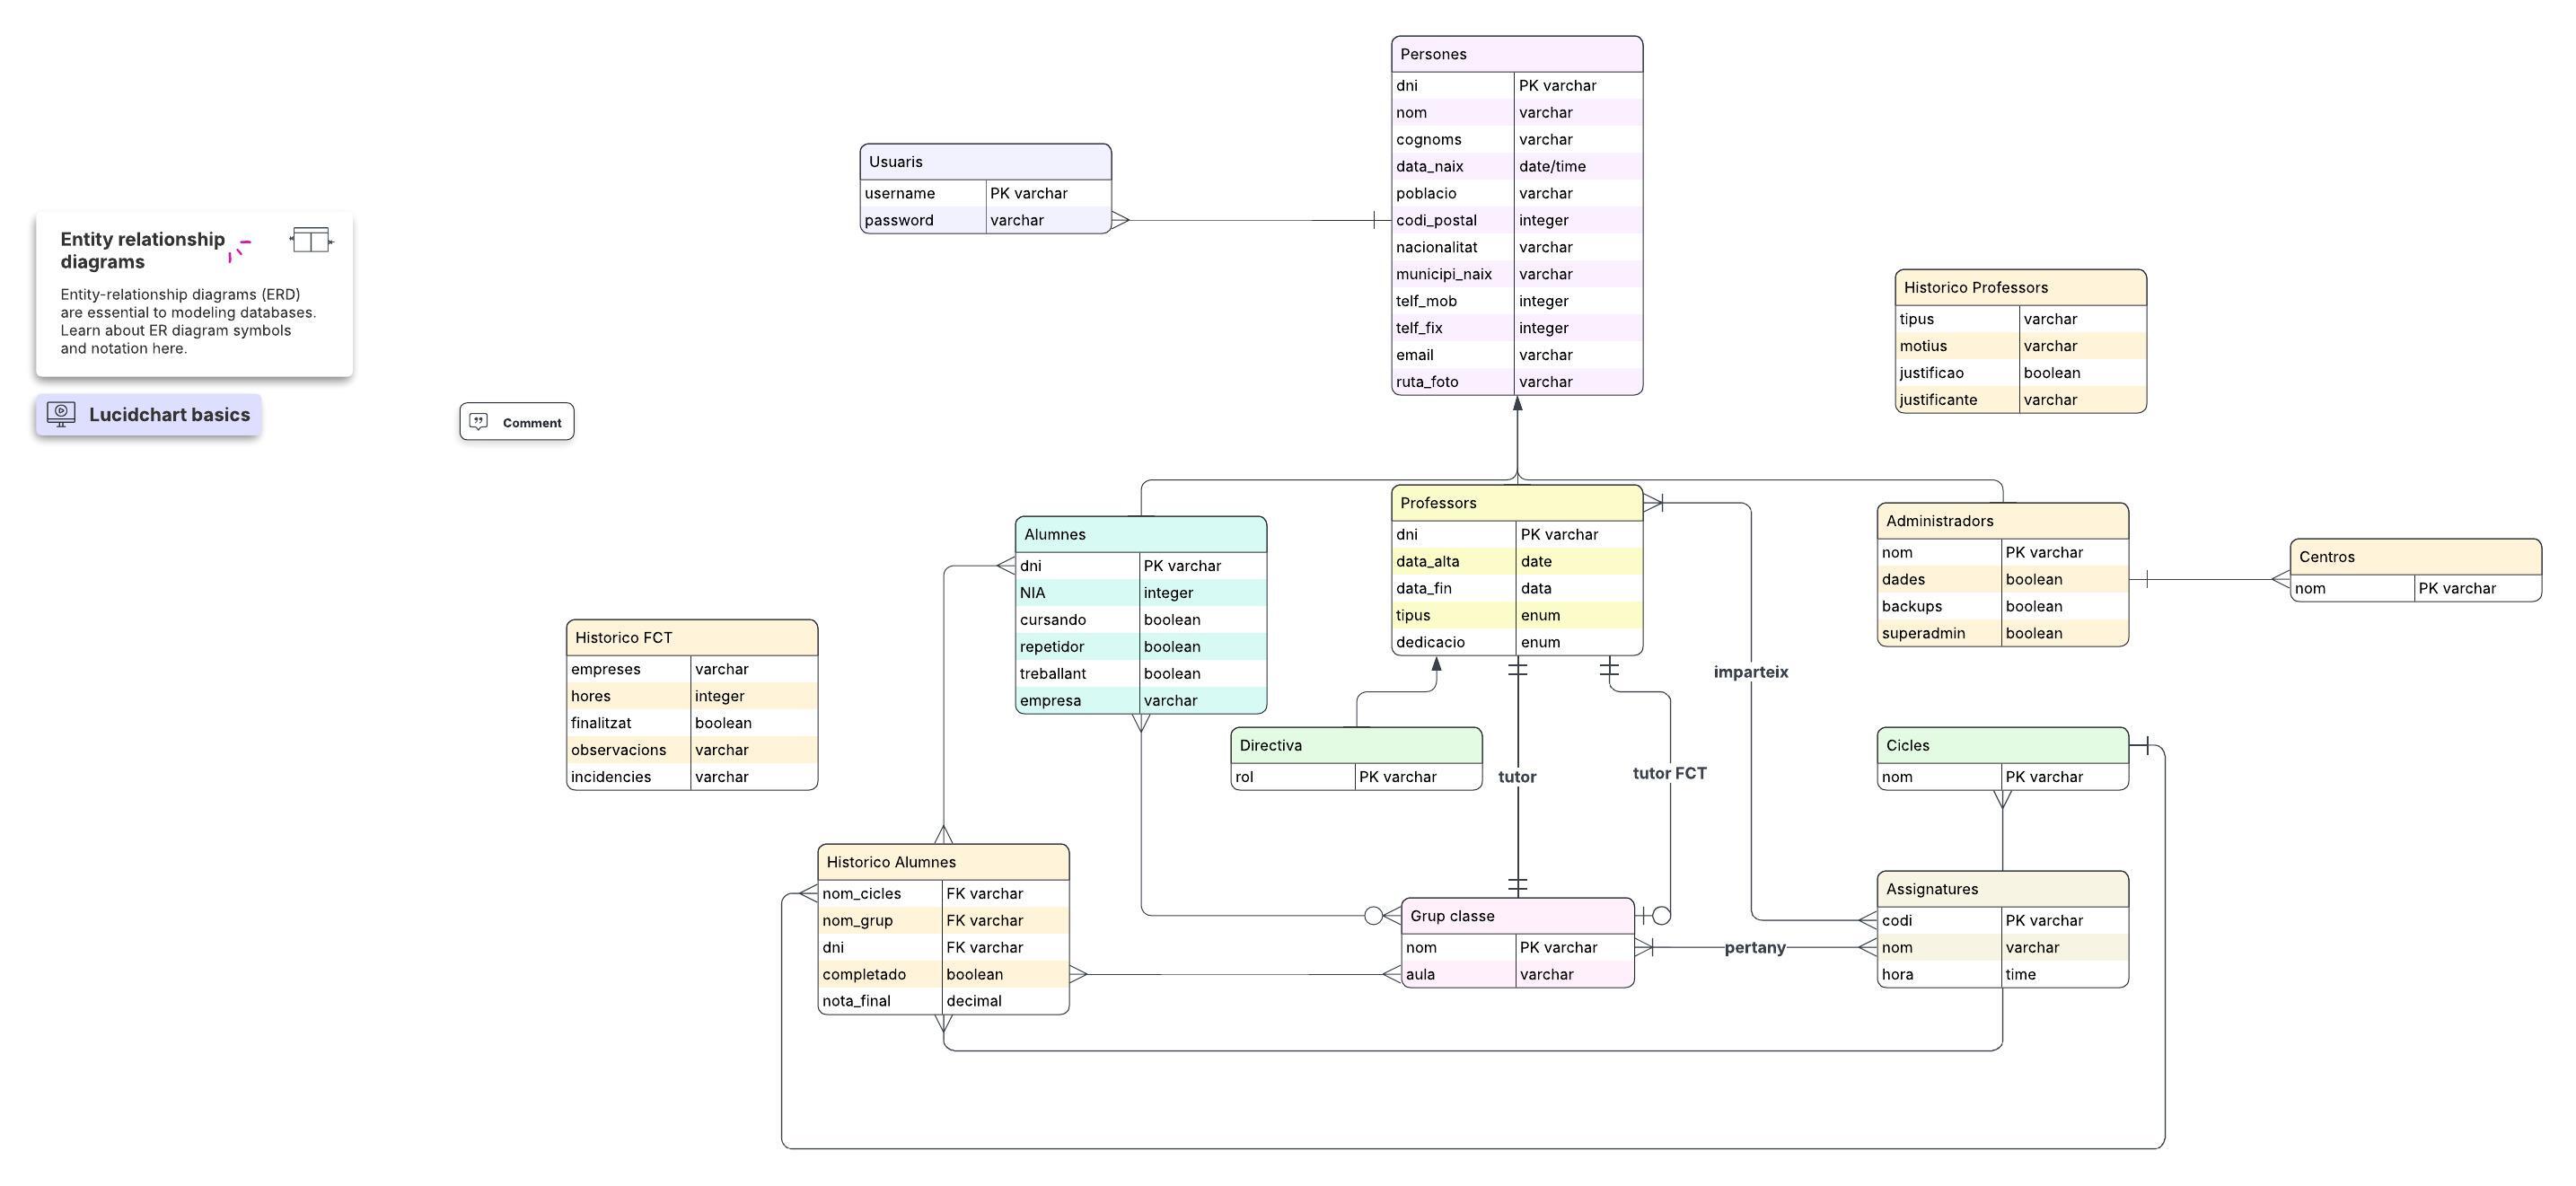 Entity relationship
diagrams
Entity-relationship diagrams (ERD)
are essential to modeling databases.
Learn about ER diagram symbols
and notation here.
Lucidchart basics
Comment
Usuaris
username PK varchar
password varchar
Persones
dni PK varchar
nom varchar
cognoms varchar
data_naix date/time
poblacio varchar
codi_postal integer
nacionalitat varchar
municipi_naix varchar
telf_mob integer
telf_fix integer
email varchar
ruta_foto varchar
Historico Professors
tipus varchar
motius varchar
justificao boolean
justificante varchar
Alumnes
dni PK varchar
NIA integer
cursando boolean
repetidor boolean
treballant boolean
empresa varchar
Professors
dni PK varchar
data_alta date
data_fin data
tipus enum
dedicacio enum
Administradors
nom PK varchar
dades boolean
backups boolean
superadmin boolean
Centros
nom PK varchar
Historico FCT
empreses varchar
hores integer
finalitzat boolean
observacions varchar
incidencies varchar
Directiva
rol PK varchar
tutor
tutor FCT
imparteix
Cicles
nom PK varchar
Historico Alumnes
nom_cicles FK varchar
nom_grup FK varchar
dni FK varchar
completado boolean
nota_final decimal
Grup classe
nom PK varchar
aula varchar
pertany
Assignatures
codi PK varchar
nom varchar
hora time